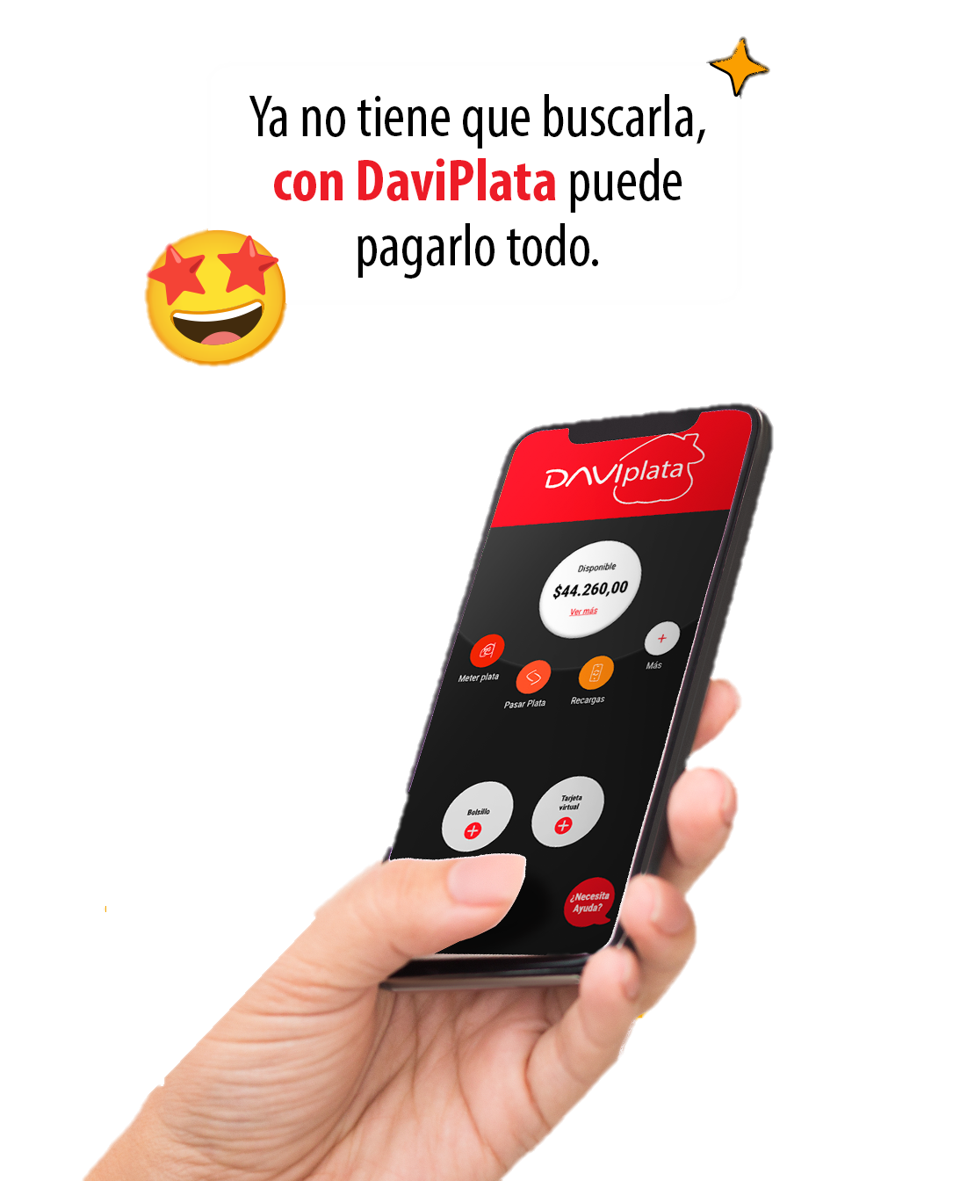 Ya no tiene que buscarla,
con DaviPlata puede
pagarlo todo.
DAVIplata
Disponible
$44.260,00
Ver más
Meter plata
Pasar Plata
Recargas
Más
Bolsillo
Tarjeta
virtual
¿Necesita
Ayuda?